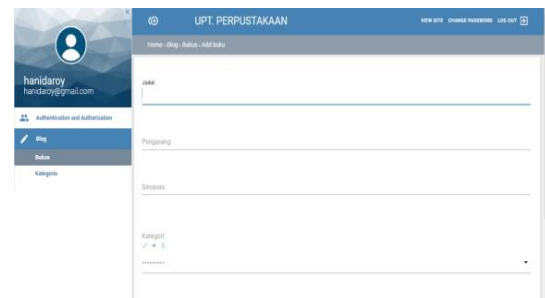 UPT. PERPUSTAKAAN
VIEW SITE CHANGE PASSWORD LOG OUT
Home › Blog › Bukus › Add buku
hanidaroy
hanidaroy@gmail.com
Authentication and Authorization
Blog
Bukus
Kategoris
Judul:
Pengarang:
Sinopsis:
Kategori:
---------